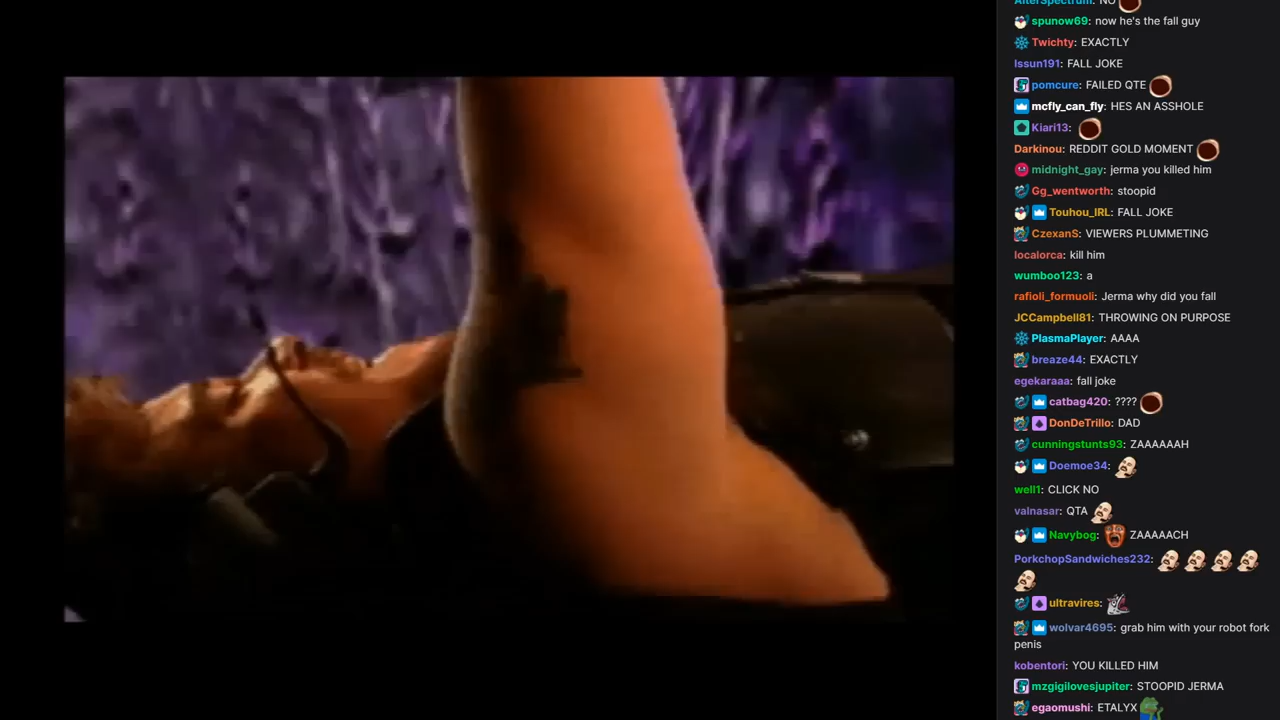 AlterSpectrum: NO
spunow69: now he's the fall guy
Twichty: EXACTLY
Issun191: FALL JOKE
pomcure: FAILED QTE
mcfly_can_fly: HES AN ASSHOLE
Kiari13:
Darkinou: REDDIT GOLD MOMENT
midnight_gay: jerma you killed him
Gg_wentworth: stoopid
Touhou_IRL: FALL JOKE
CzexanS: VIEWERS PLUMMETING
localorca: kill him
wumboo123: a
rafioli_formuoli: Jerma why did you fall
JCCampbell81: THROWING ON PURPOSE
PlasmaPlayer: AAAA
breaze44: EXACTLY
egekaraaa: fall joke
catbag420: ????
DonDeTrillo: DAD
cunningstunts93: ZAAAAAAH
Doemoe34:
well1: CLICK NO
valnasar: QTA
Navybog: ZAAAAACH
PorkchopSandwiches232:
ultravires:
wolvar4695: grab him with your robot fork
penis
kobentori: YOU KILLED HIM
mzgigilovesjupiter: STOOPID JERMA
egaomushi: ETALYX